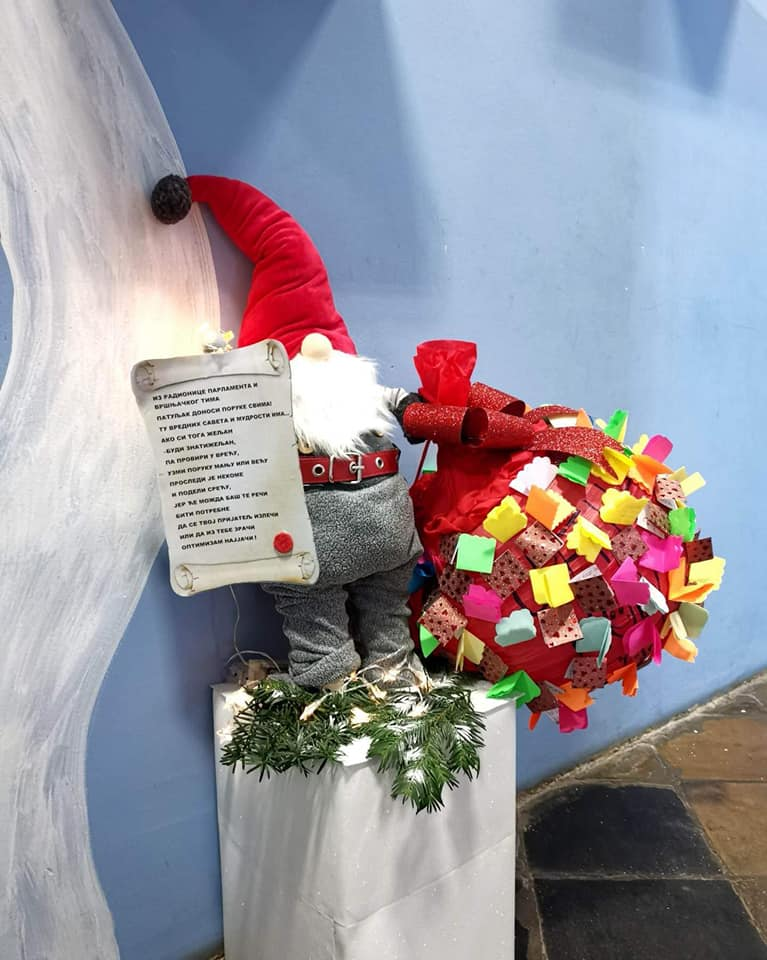 ИЗ РАДИОНИЦЕ ПАРЛАМЕНТА И
ВРШЊАЧКОГ ТИМА
ПАТУЉАК ДОНОСИ ПОРУКЕ СВИМА!
ТУ ВРЕДНИХ САВЕТА И МУДРОСТИ ИМА...
АКО СИ ТОГА ЖЕЉАН
-БУДИ ЗНАТИЖЕЉАН,
ПА ПРОВИРИ У ВРЕЋУ,
УЗМИ ПОРУКУ МАЊУ ИЛИ ВЕЋУ
ПРОСЛЕДИ ЈЕ НЕКОМЕ
И ПОДЕЛИ СРЕЋУ,
ЈЕР ЋЕ МОЖДА БАШ ТЕ РЕЧИ
БИТИ ПОТРЕБНЕ
ДА СЕ ТВОЈ ПРИЈАТЕЉ ИЗЛЕЧИ
ИЛИ ДА ИЗ ТЕБЕ ЗРАЧИ
ОПТИМИЗАМ НАЈЈАЧИ!